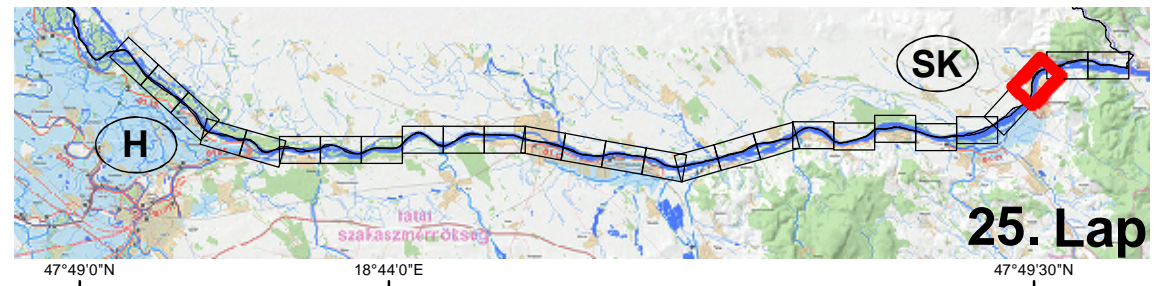 SK
H
25. Lap
tatai
szakaszmérnökség
47°49'0"N 18°44'0"E 47°49'30"N